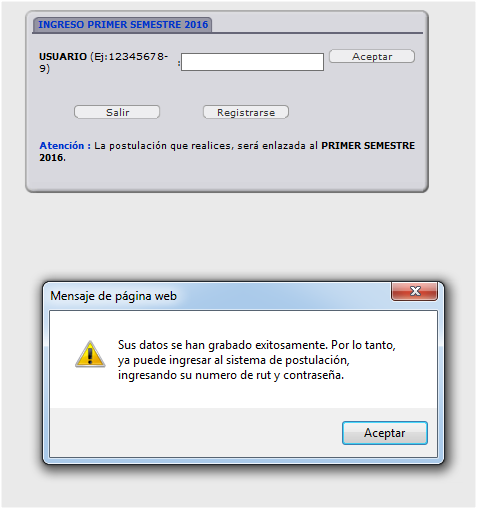 INGRESO PRIMER SEMESTRE 2016
USUARIO (Ej:12345678-
9)
:
Aceptar
Salir
Registrarse
Atención : La postulación que realices, será enlazada al PRIMER SEMESTRE
2016.
Mensaje de página web
Sus datos se han grabado exitosamente. Por lo tanto,
ya puede ingresar al sistema de postulación,
ingresando su numero de rut y contraseña.
Aceptar